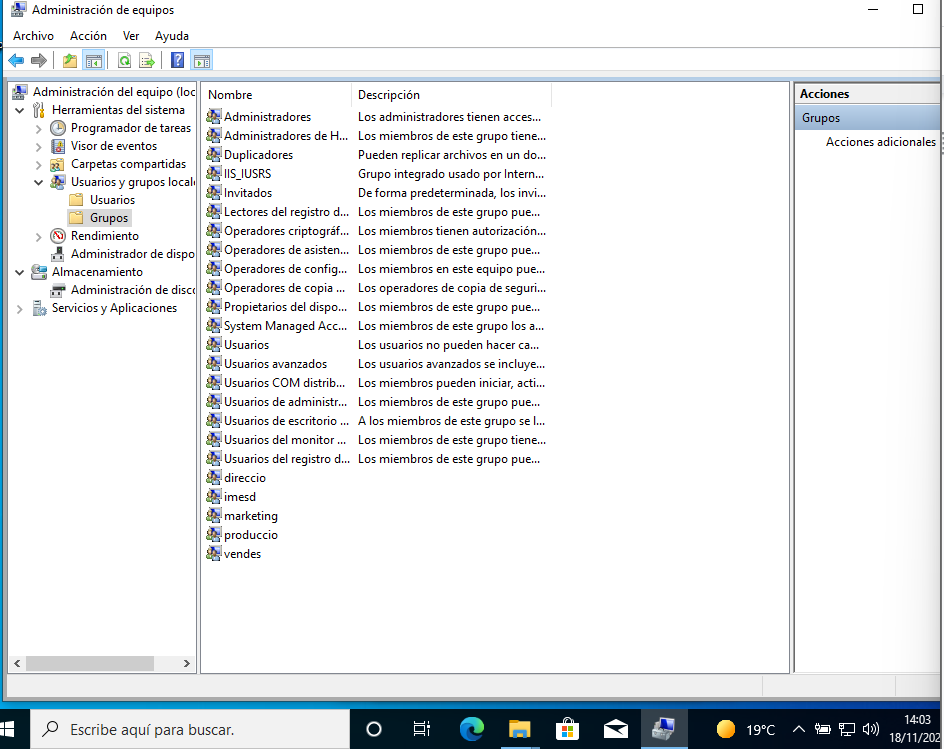 Administración de equipos
Archivo Acción Ver Ayuda
Administración del equipo (loc
Herramientas del sistema
Programador de tareas
Visor de eventos
Carpetas compartidas
Usuarios y grupos locale
Usuarios
Grupos
Rendimiento
Administrador de dispo
Almacenamiento
Administración de disco
Servicios y Aplicaciones
Nombre Descripción
Administradores Los administradores tienen acces...
Administradores de H... Los miembros de este grupo tiene...
Duplicadores Pueden replicar archivos en un do...
IIS_IUSRS Grupo integrado usado por Intern...
Invitados De forma predeterminada, los invi...
Lectores del registro d... Los miembros de este grupo pue...
Operadores criptográf... Los miembros tienen autorización...
Operadores de asisten... Los miembros de este grupo pue...
Operadores de config... Los miembros en este equipo pue...
Operadores de copia ... Los operadores de copia de seguri...
Propietarios del dispo... Los miembros de este grupo pue...
System Managed Acc... Los miembros de este grupo los a...
Usuarios Los usuarios no pueden hacer ca...
Usuarios avanzados Los usuarios avanzados se incluye...
Usuarios COM distrib... Los miembros pueden iniciar, acti...
Usuarios de administr... Los miembros de este grupo pue...
Usuarios de escritorio ... A los miembros de este grupo se l...
Usuarios del monitor ... Los miembros de este grupo tiene...
Usuarios del registro d... Los miembros de este grupo pue...
direccio
imesd
marketing
produccio
vendes
Acciones
Grupos
Acciones adicionales
Escribe aquí para buscar.
19°C
14:03
18/11/202